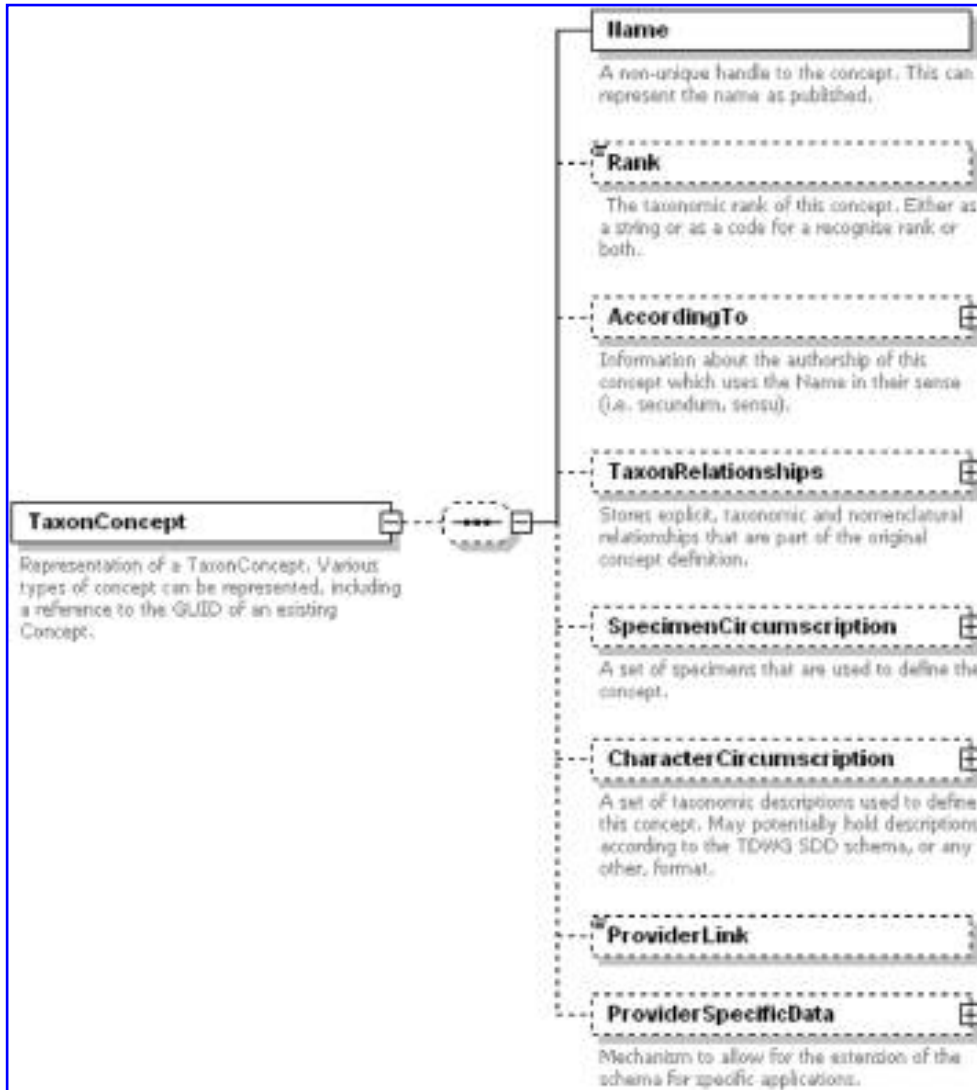 Name
A non-unique handle to the concept. This can
represent the name as published.
Rank
The taxonomic rank of this concept. Either as
a string or as a code for a recognise rank or
both.
AccordingTo
Information about the authorship of this
concept which uses the Name in their sense
(i.e. secundum, sensu).
TaxonRelationships
Stores explicit, taxonomic and nomenclatural
relationships that are part of the original
concept definition.
TaxonConcept
Representation of a TaxonConcept. Various
types of concept can be represented, including
a reference to the GUID of an existing
Concept.
SpecimenCircumscription
A set of specimens that are used to define the
concept.
CharacterCircumscription
A set of taxonomic descriptions used to define
this concept. May potentially hold descriptions
according to the TDWG SDD schema, or any
other, format.
ProviderLink
ProviderSpecificData
Mechanism to allow for the extension of the
schema for specific applications.